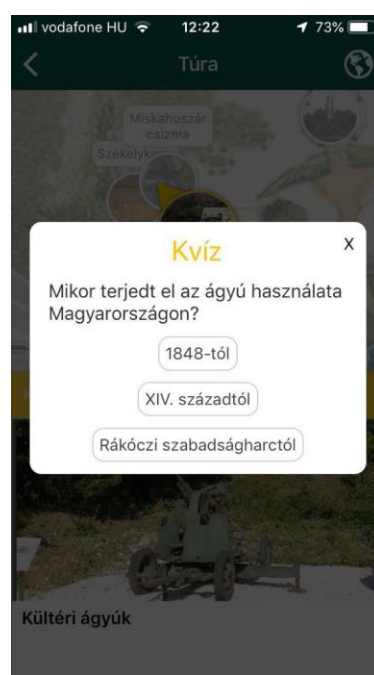 vodafone HU 12:22 73%
Túra
Miskahuszár
csizma
Kvíz X
Mikor terjedt el az ágyú használata
Magyarországon?
1848-tól
XIV. századtól
Rákóczi szabadságharctól
Kültéri ágyúk